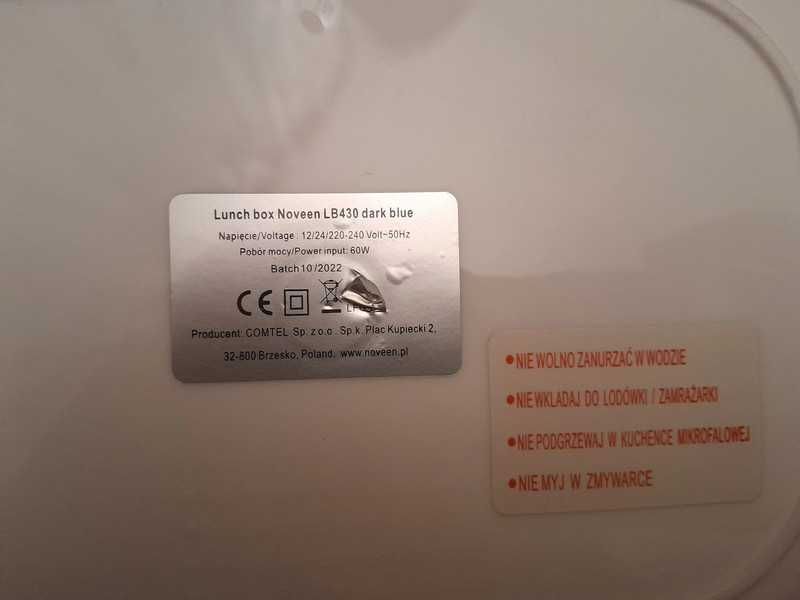 Lunch box Noveen LB430 dark blue
Napięcie/Voltage: 12/24/220-240 Volt~50Hz
Pobór mocy/Power input: 60W
Batch 10/2022
CE
Producent: COMTEL Sp. z o.o. Sp.k. Plac Kupiecki 2,
32-800 Brzesko, Poland. www.noveen.pl
•NIE WOLNO ZANURZAĆ W WODZIE
•NIE WKLADAJ DO LODÓWKI / ZAMRAŻARKI
•NIE PODGRZEWAJ W KUCHENCE MIKROFALOWEJ
•NIE MYJ W ZMYWARCE